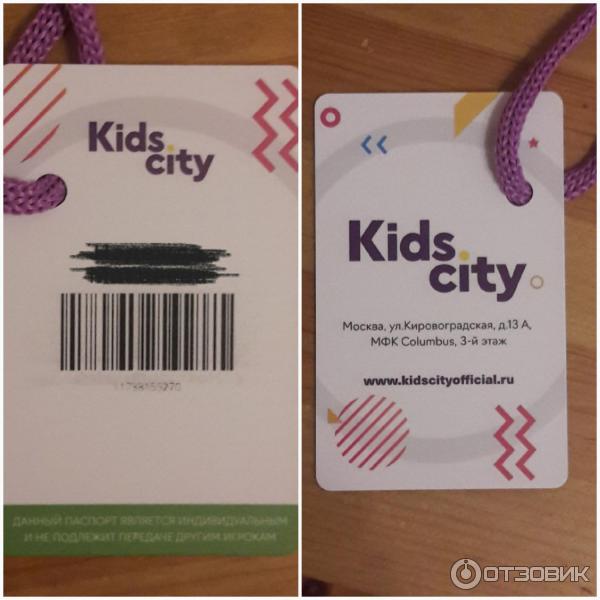 Kids
city
ДАННЫЙ ПАСПОРТ ЯВЛЯЕТСЯ ИНДИВИДУАЛЬНЫМ
И НЕ ПОДЛЕЖИТ ПЕРЕДАЧЕ ДРУГИМ ИГРОКАМ
Kids
city
Москва, ул.Кировоградская, д.13 А,
МФК Columbus, 3-й этаж
www.kidscityofficial.ru
ОТЗОВИК